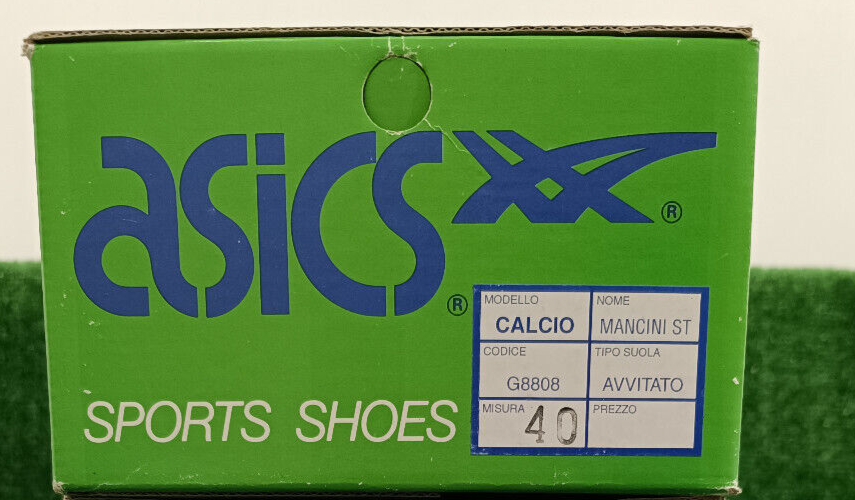 asics®
®
MODELLO NOME
CALCIO MANCINI ST
CODICE TIPO SUOLA
G8808 AVVITATO
MISURA 40 PREZZO
SPORTS SHOES